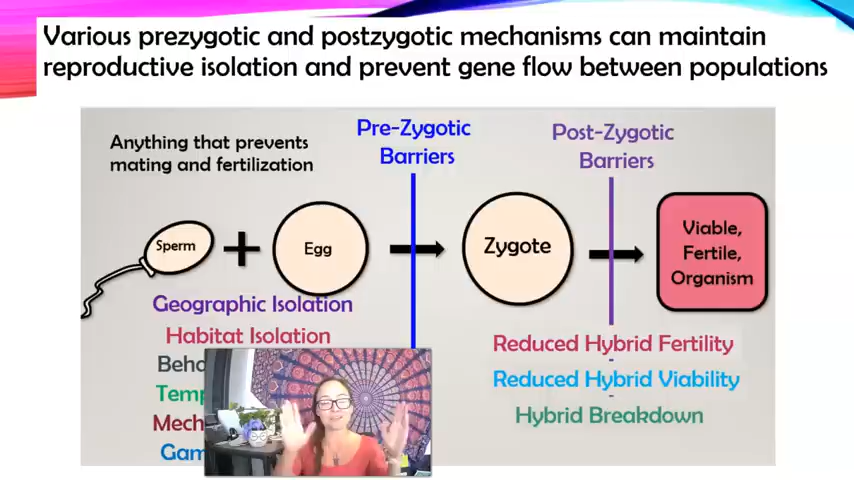 Various prezygotic and postzygotic mechanisms can maintain
reproductive isolation and prevent gene flow between populations
Anything that prevents
mating and fertilization
Pre-Zygotic
Barriers
Post-Zygotic
Barriers
Sperm
Egg
Zygote
Viable,
Fertile,
Organism
Geographic Isolation
Habitat Isolation
Reduced Hybrid Fertility
Reduced Hybrid Viability
Hybrid Breakdown